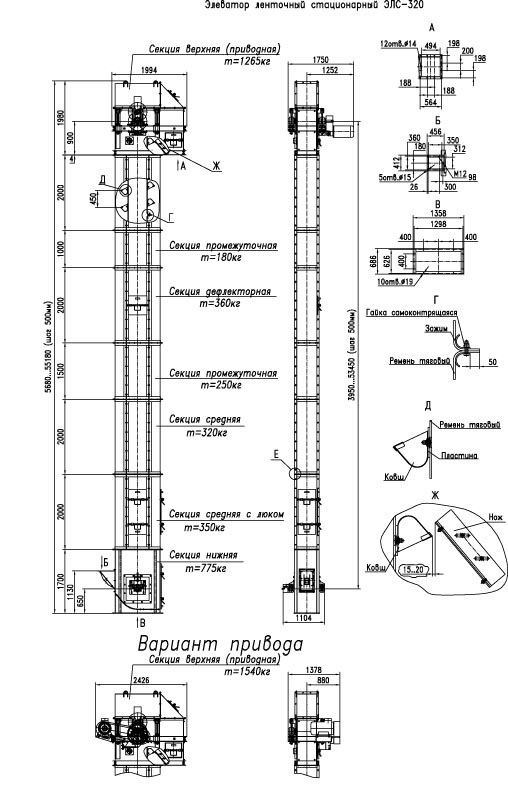 Элеватор ленточный стационарный ЭЛС-320
Секция верхняя (приводная)
m=1265кг
1994
1750
1252
1980
900
4
А
Ж
2000
Д
450
Г
1000
Секция промежуточная
m=180кг
2000
Секция дефлекторная
m=360кг
5680...55180 (шаг 500мм)
3950...53450 (шаг 500мм)
1500
Секция промежуточная
m=250кг
2000
Секция средняя
m=320кг
Е
2000
Секция средняя с люком
m=350кг
Секция нижняя
m=775кг
Б
1700
1130
650
В
1104
А
12отв.ø14
494
198
200
198
188
188
564
Б
456
360
180
350
312
412
5отв.ø15
М12
98
26
300
В
1358
1298
400
400
686
626
400
10отв.ø19
Г
Гайка самоконтрящаяся
Зажим
Ремень тяговый
50
Д
Ремень тяговый
Пластина
Ковш
Ж
Нож
Ковш
15..20
Вариант привода
Секция верхняя (приводная)
m=1540кг
2426
1378
880